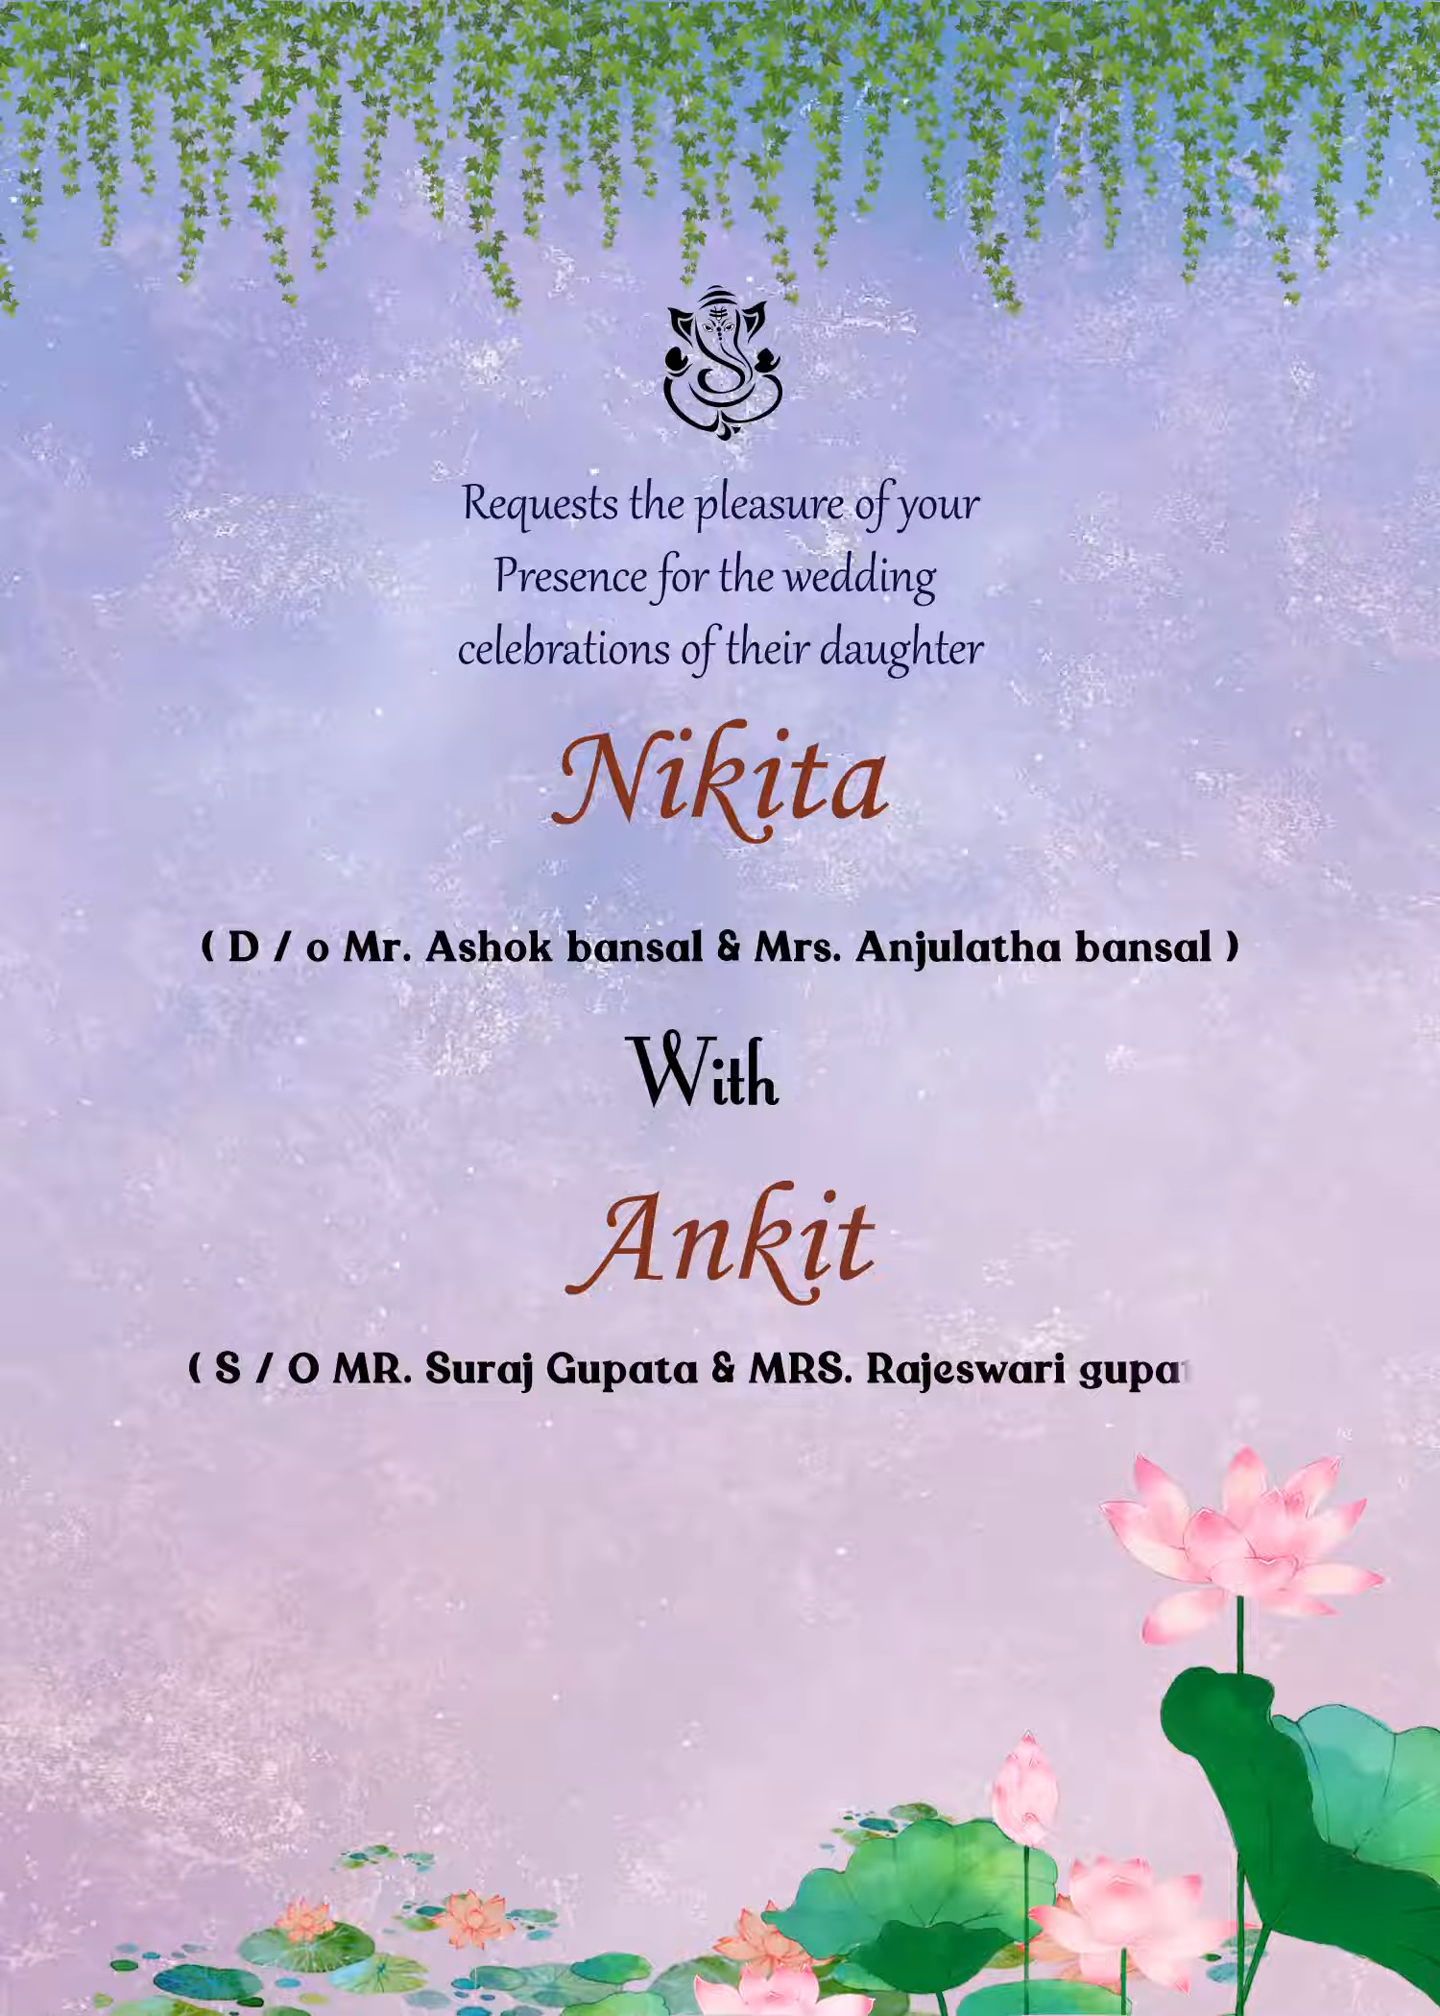 Requests the pleasure of your
Presence for the wedding
celebrations of their daughter
Nikita
( D / o Mr. Ashok bansal & Mrs. Anjulatha bansal )
With
Ankit
( S / O MR. Suraj Gupata & MRS. Rajeswari